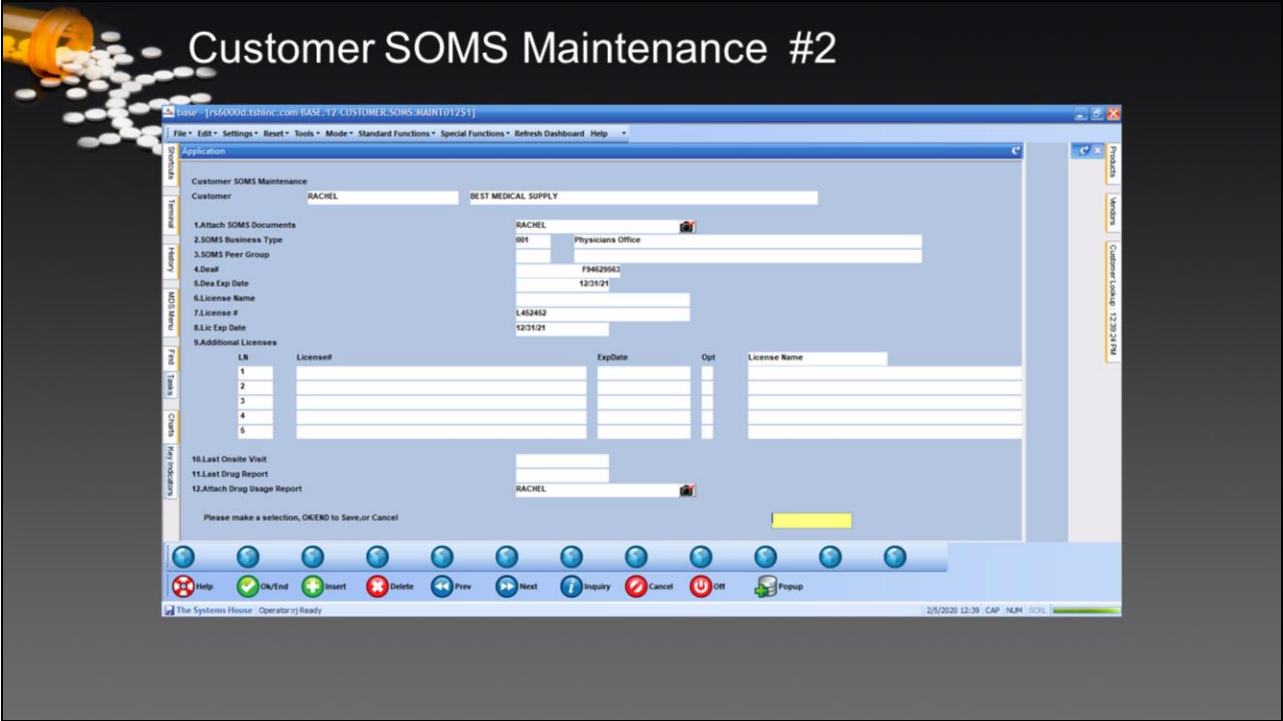 Customer SOMS Maintenance #2
base - [rs6000d.tshinc.com-BASE.12-CUSTOMER.SOMS.MAINT012S1]
File Edit Settings Reset Tools Mode Standard Functions Special Functions Refresh Dashboard Help
Application
Shortcuts
Terminal
History
MDS Menu
Find
Tasks
Charts
Key Indicators
Products
Vendors
Customer Lookup : 12:39:24 PM
Customer SOMS Maintenance
Customer RACHEL BEST MEDICAL SUPPLY
1.Attach SOMS Documents RACHEL
2.SOMS Business Type 001 Physicians Office
3.SOMS Peer Group
4.Dea# F94629563
5.Dea Exp Date 12/31/21
6.License Name
7.License # L452452
8.Lic Exp Date 12/31/21
9.Additional Licenses
LN License# ExpDate Opt License Name
1
2
3
4
5
10.Last Onsite Visit
11.Last Drug Report
12.Attach Drug Usage Report RACHEL
Please make a selection, OK/END to Save,or Cancel
Help Ok/End Insert Delete Prev Next Inquiry Cancel Off Popup
The Systems House Operator:rj Ready 2/5/2020 12:39 CAP NUM SCRL